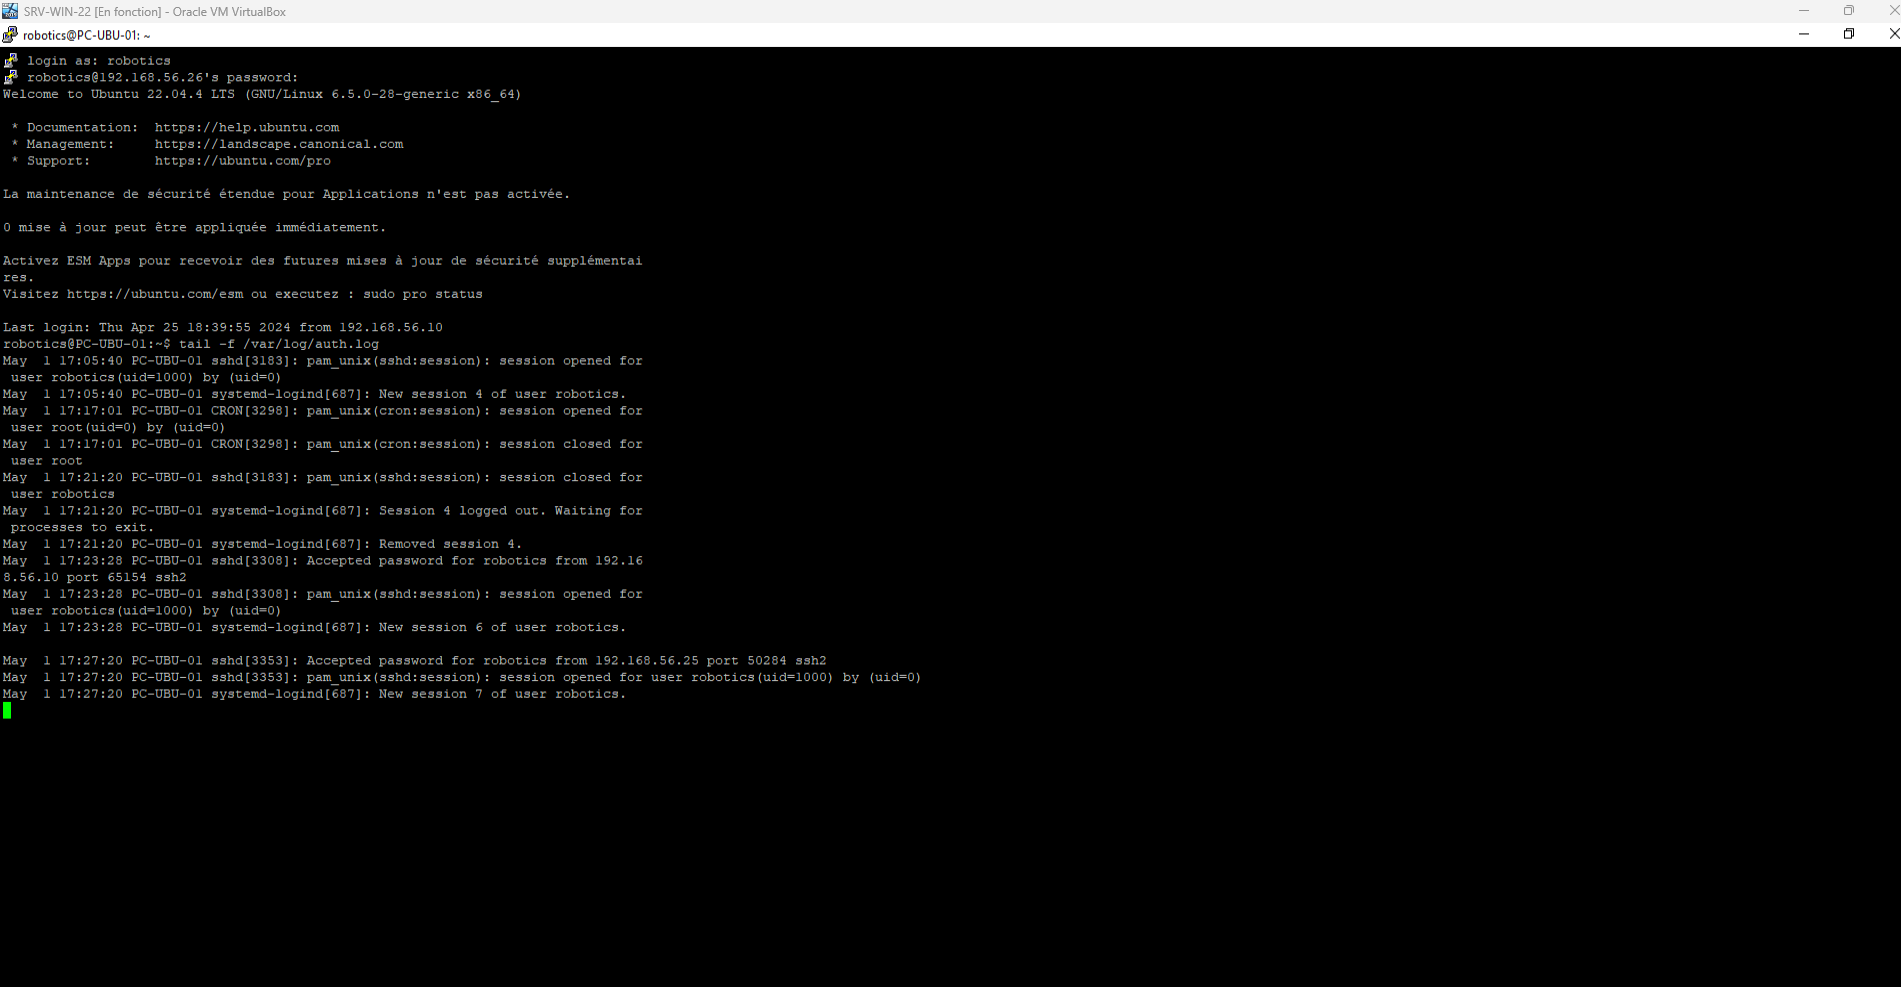 SRV-WIN-22 [En fonction] - Oracle VM VirtualBox
robotics@PC-UBU-01: ~
login as: robotics
robotics@192.168.56.26's password:
Welcome to Ubuntu 22.04.4 LTS (GNU/Linux 6.5.0-28-generic x86_64)
* Documentation:  https://help.ubuntu.com
* Management:     https://landscape.canonical.com
* Support:        https://ubuntu.com/pro
La maintenance de sécurité étendue pour Applications n'est pas activée.
0 mise à jour peut être appliquée immédiatement.
Activez ESM Apps pour recevoir des futures mises à jour de sécurité supplémentai
res.
Visitez https://ubuntu.com/esm ou executez : sudo pro status
Last login: Thu Apr 25 18:39:55 2024 from 192.168.56.10
robotics@PC-UBU-01:~$ tail -f /var/log/auth.log
May  1 17:05:40 PC-UBU-01 sshd[3183]: pam_unix(sshd:session): session opened for
user robotics(uid=1000) by (uid=0)
May  1 17:05:40 PC-UBU-01 systemd-logind[687]: New session 4 of user robotics.
May  1 17:17:01 PC-UBU-01 CRON[3298]: pam_unix(cron:session): session opened for
user root(uid=0) by (uid=0)
May  1 17:17:01 PC-UBU-01 CRON[3298]: pam_unix(cron:session): session closed for
user root
May  1 17:21:20 PC-UBU-01 sshd[3183]: pam_unix(sshd:session): session closed for
user robotics
May  1 17:21:20 PC-UBU-01 systemd-logind[687]: Session 4 logged out. Waiting for
processes to exit.
May  1 17:21:20 PC-UBU-01 systemd-logind[687]: Removed session 4.
May  1 17:23:28 PC-UBU-01 sshd[3308]: Accepted password for robotics from 192.16
8.56.10 port 65154 ssh2
May  1 17:23:28 PC-UBU-01 sshd[3308]: pam_unix(sshd:session): session opened for
user robotics(uid=1000) by (uid=0)
May  1 17:23:28 PC-UBU-01 systemd-logind[687]: New session 6 of user robotics.
May  1 17:27:20 PC-UBU-01 sshd[3353]: Accepted password for robotics from 192.168.56.25 port 50284 ssh2
May  1 17:27:20 PC-UBU-01 sshd[3353]: pam_unix(sshd:session): session opened for user robotics(uid=1000) by (uid=0)
May  1 17:27:20 PC-UBU-01 systemd-logind[687]: New session 7 of user robotics.